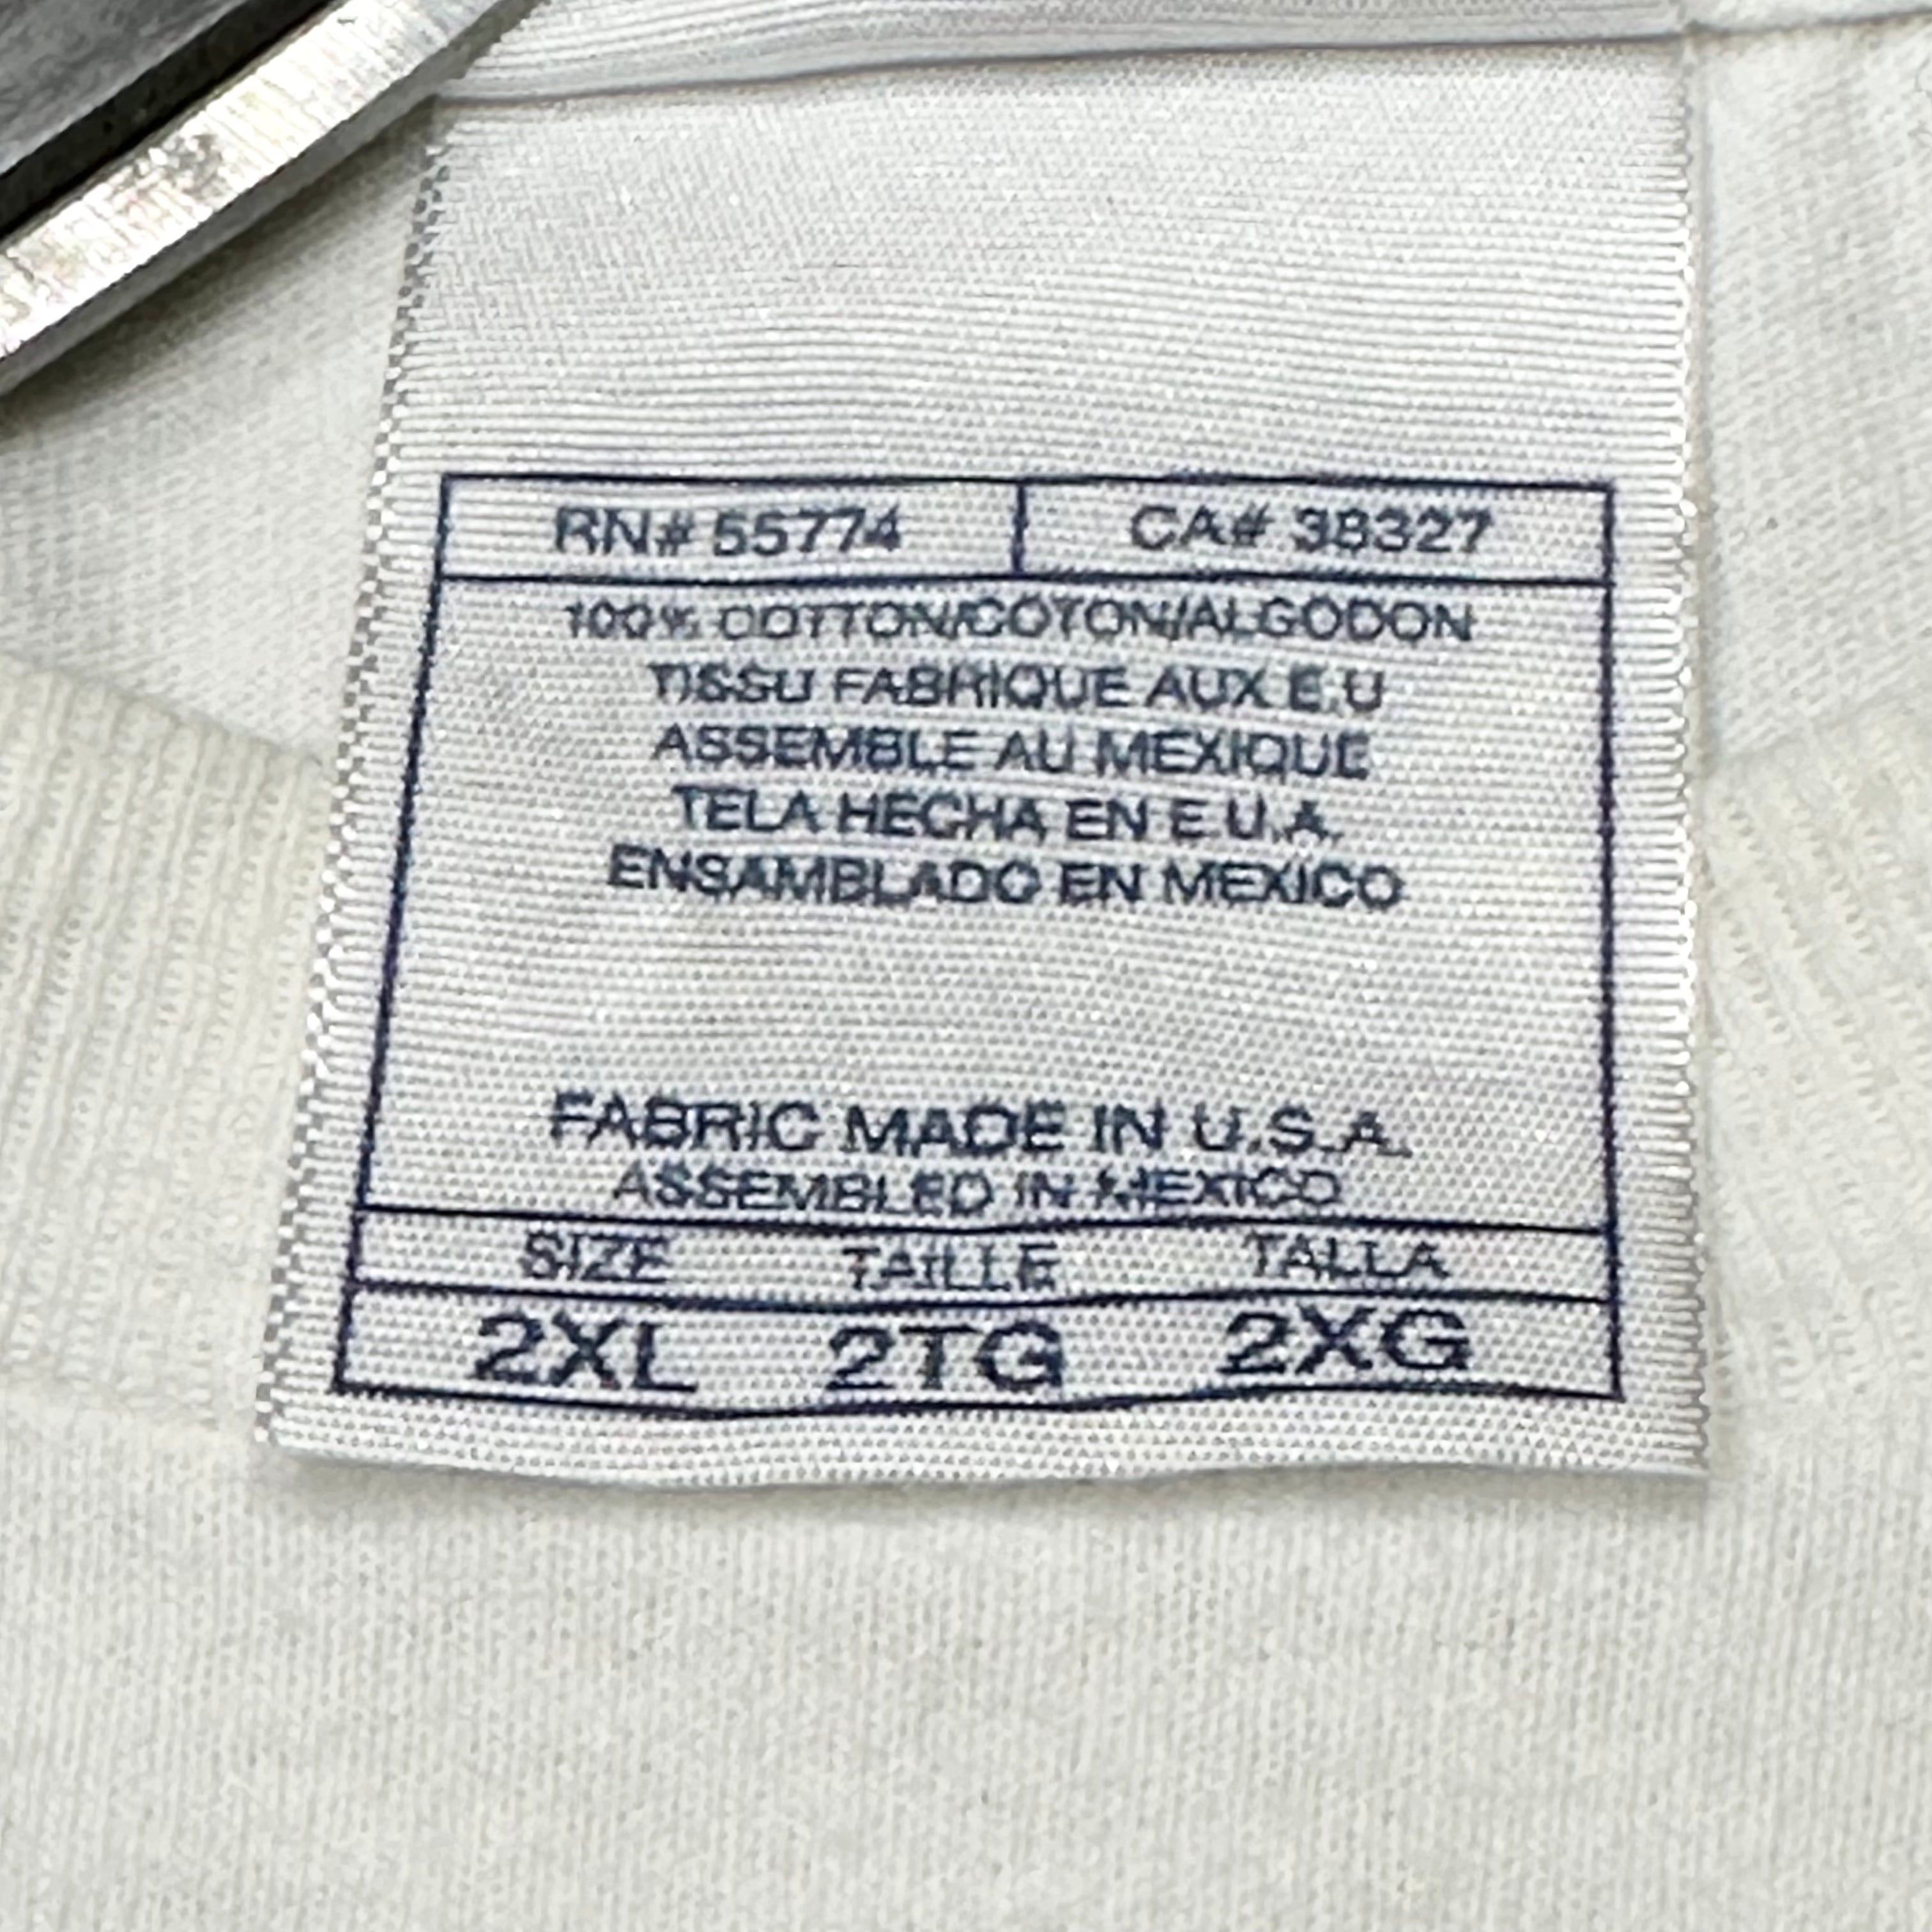 RN# 55774 CA# 38327
100% COTTON/COTON/ALGODON
TISSU FABRIQUE AUX E.U
ASSEMBLE AU MEXIQUE
TELA HECHA EN E.U.A.
ENSAMBLADO EN MEXICO
FABRIC MADE IN U.S.A.
ASSEMBLED IN MEXICO
SIZE TAILLE TALLA
2XL 2TG 2XG